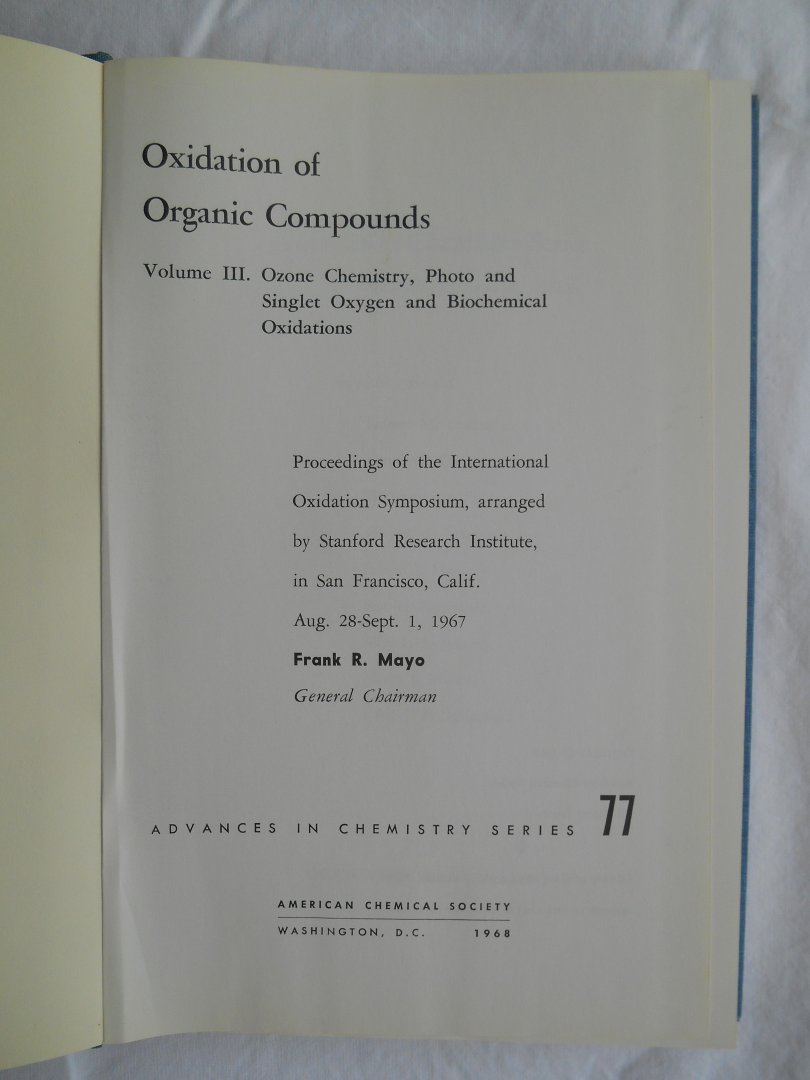 Oxidation of
Organic Compounds
Volume III. Ozone Chemistry, Photo and
Singlet Oxygen and Biochemical
Oxidations
Proceedings of the International
Oxidation Symposium, arranged
by Stanford Research Institute,
in San Francisco, Calif.
Aug. 28-Sept. 1, 1967
Frank R. Mayo
General Chairman
ADVANCES IN CHEMISTRY SERIES 77
AMERICAN CHEMICAL SOCIETY
WASHINGTON, D.C. 1968